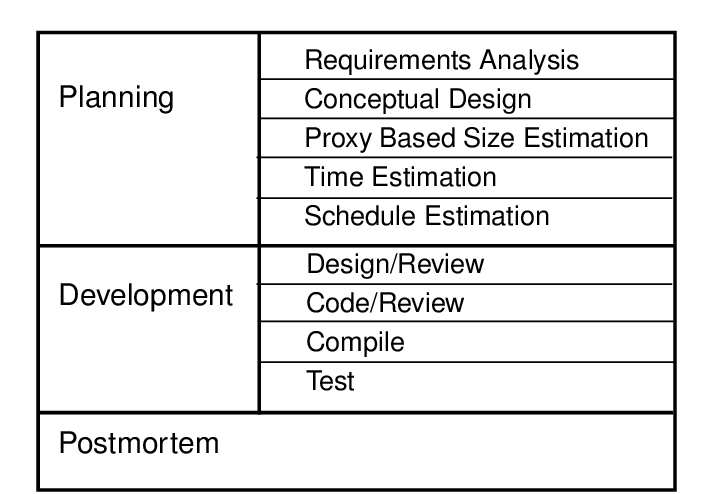 Planning
Requirements Analysis
Conceptual Design
Proxy Based Size Estimation
Time Estimation
Schedule Estimation
Development
Design/Review
Code/Review
Compile
Test
Postmortem